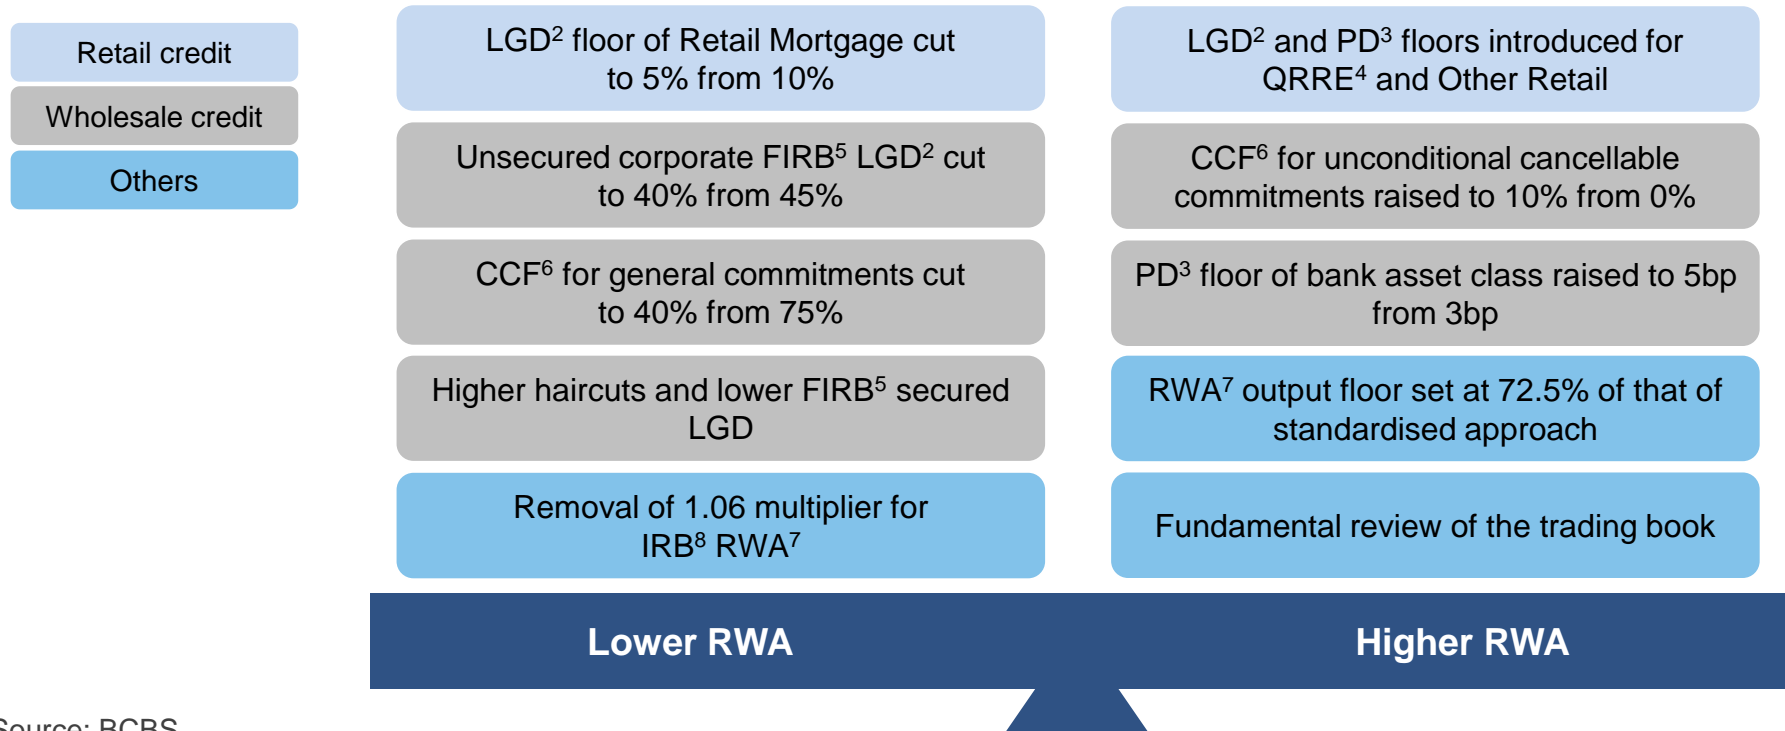 Retail credit
Wholesale credit
Others
LGD² floor of Retail Mortgage cut
to 5% from 10%
Unsecured corporate FIRB⁵ LGD² cut
to 40% from 45%
CCF⁶ for general commitments cut
to 40% from 75%
Higher haircuts and lower FIRB⁵ secured
LGD
Removal of 1.06 multiplier for
IRB⁸ RWA⁷
LGD² and PD³ floors introduced for
QRRE⁴ and Other Retail
CCF⁶ for unconditional cancellable
commitments raised to 10% from 0%
PD³ floor of bank asset class raised to 5bp
from 3bp
RWA⁷ output floor set at 72.5% of that of
standardised approach
Fundamental review of the trading book
Lower RWA
Higher RWA
Source: BCBS